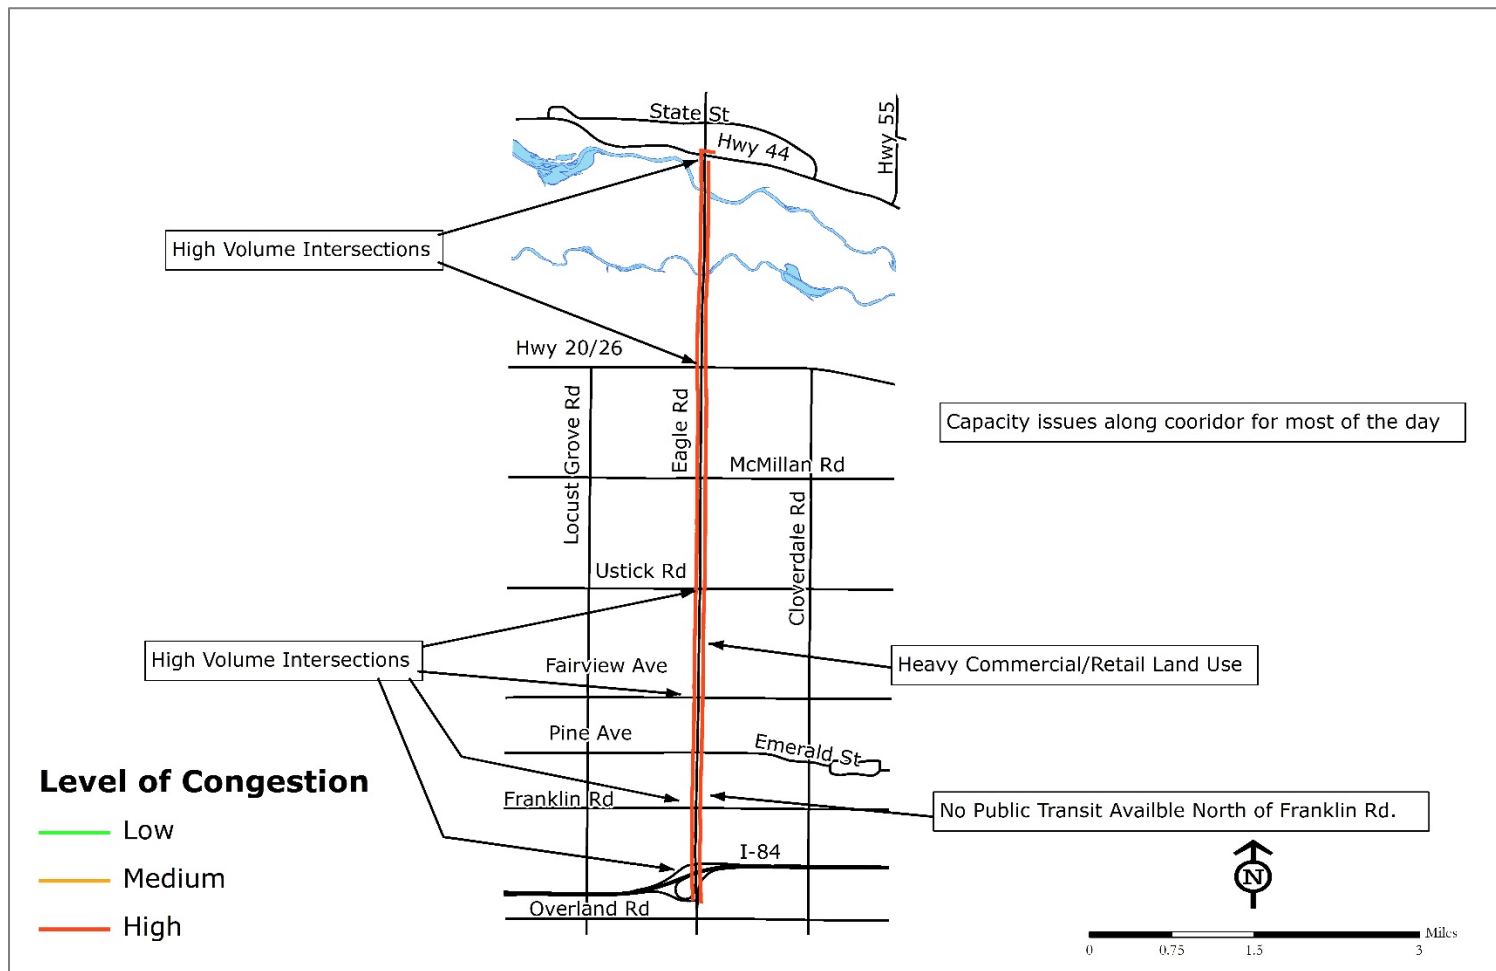 State St
Hwy 44
Hwy 55
High Volume Intersections
Hwy 20/26
Locust Grove Rd
Eagle Rd
Capacity issues along cooridor for most of the day
McMillan Rd
Cloverdale Rd
Ustick Rd
High Volume Intersections
Fairview Ave
Heavy Commercial/Retail Land Use
Pine Ave
Emerald St
Level of Congestion
Low
Medium
High
Franklin Rd
No Public Transit Availble North of Franklin Rd.
I-84
Overland Rd
N
Miles
0 0.75 1.5 3